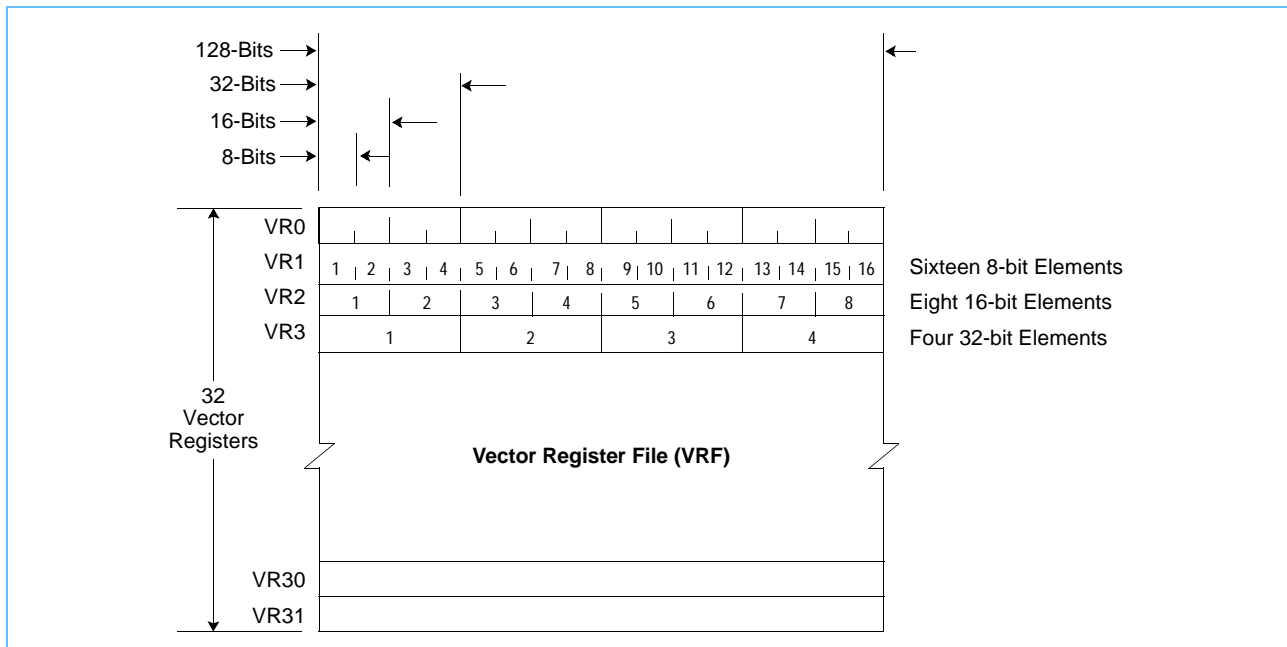 128-Bits
32-Bits
16-Bits
8-Bits
VR0
VR1 1 2 3 4 5 6 7 8 9 10 11 12 13 14 15 16 Sixteen 8-bit Elements
VR2 1 2 3 4 5 6 7 8 Eight 16-bit Elements
VR3 1 2 3 4 Four 32-bit Elements
32
Vector
Registers
Vector Register File (VRF)
VR30
VR31